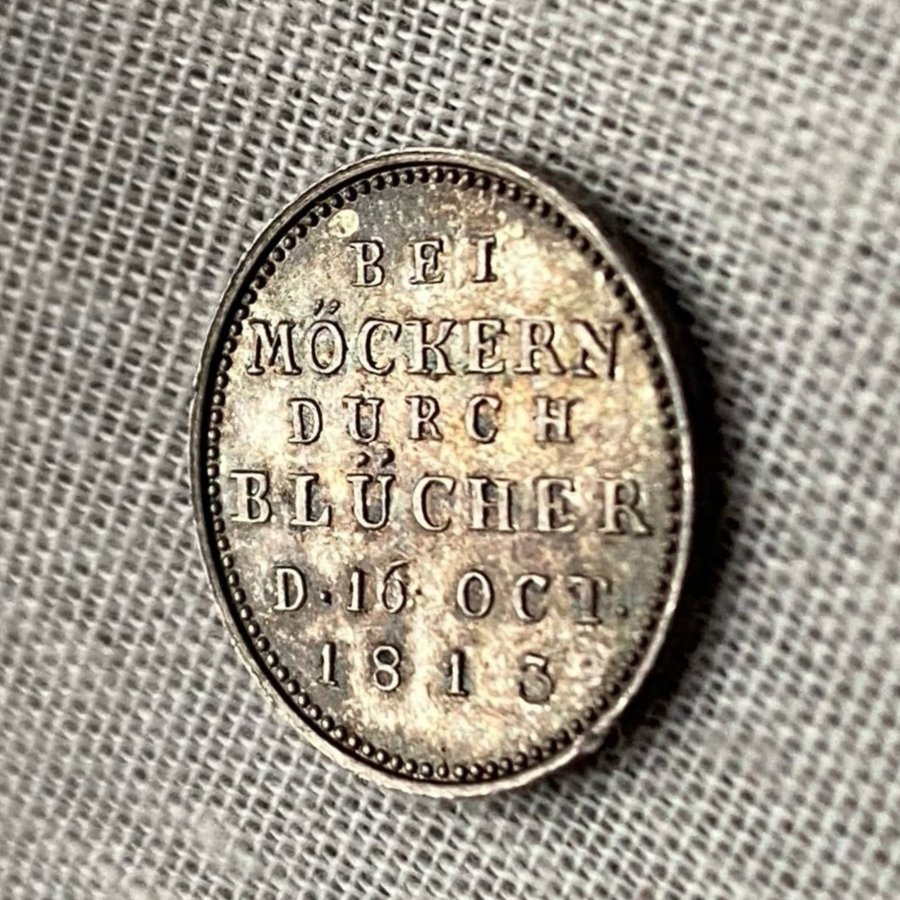 BEI
MÖCKERN
DURCH
BLÜCHER
D.16. OCT.
1813